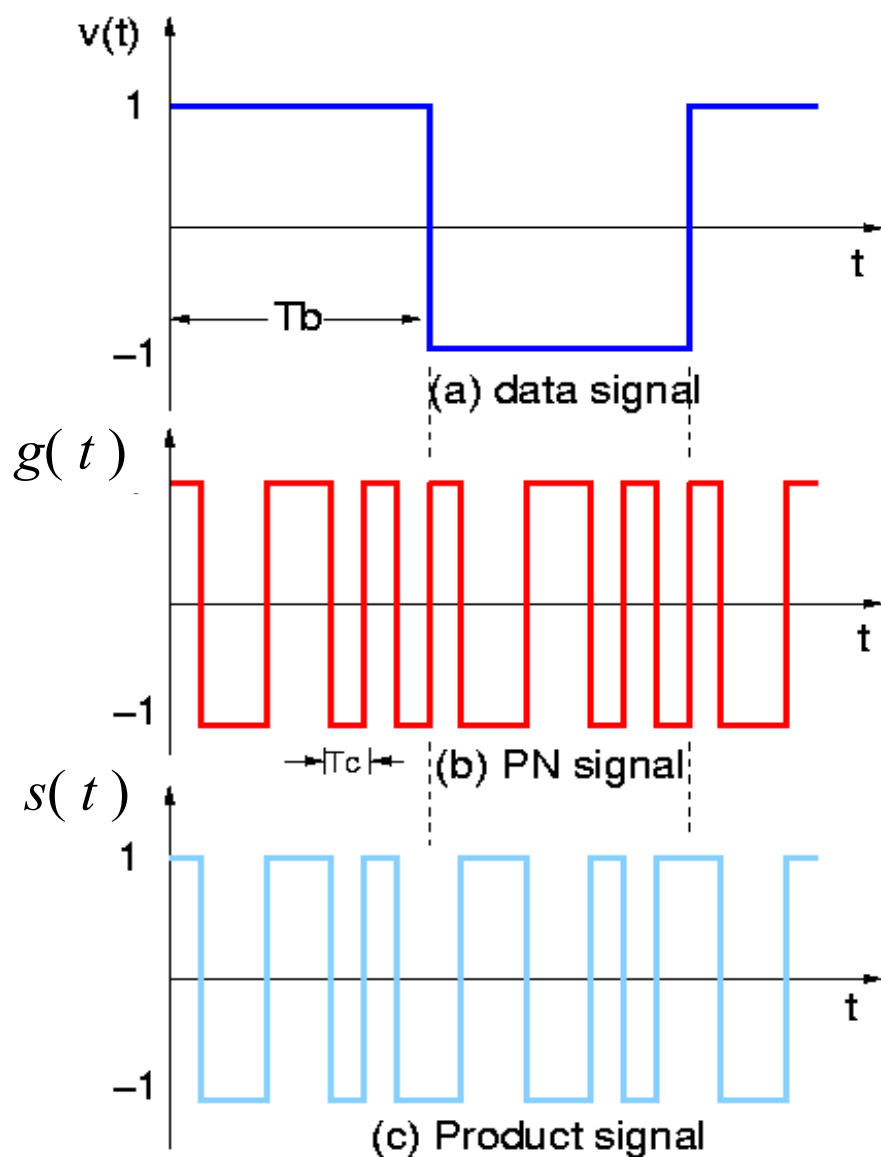 v(t)
1
t
Tb
−1
(a) data signal
g( t )
t
−1
Tc
(b) PN signal
s( t )
1
t
−1
(c) Product signal